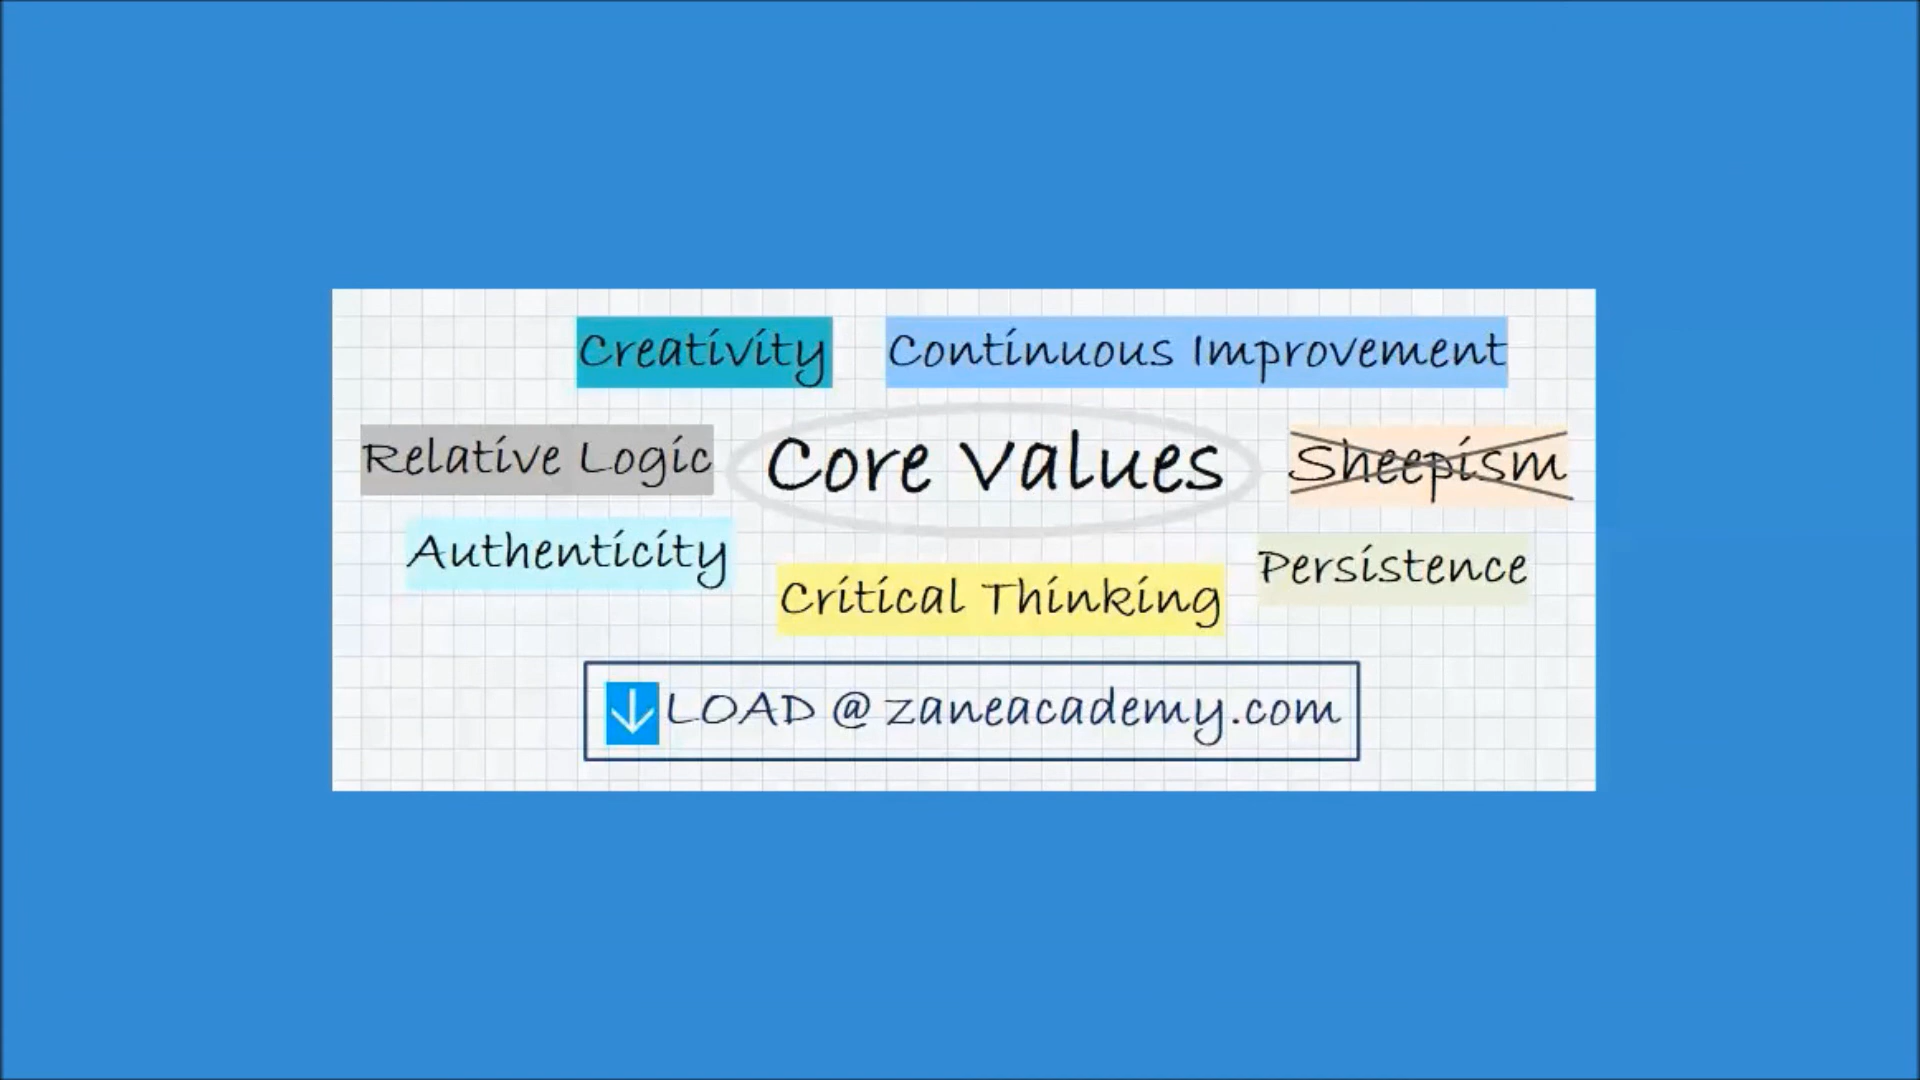 Creativity
Continuous Improvement
Relative Logic
Core Values
Sheepism
Authenticity
Critical Thinking
Persistence
↓LOAD @ zaneacademy.com